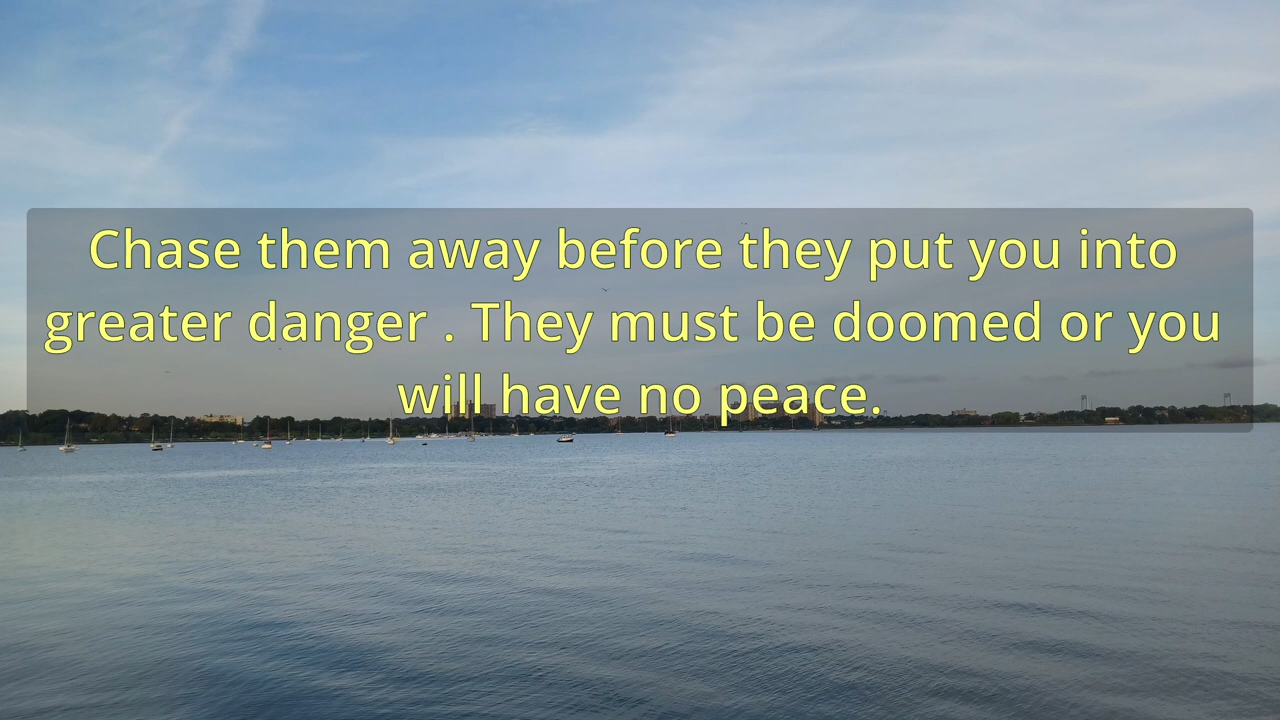 Chase them away before they put you into
greater danger . They must be doomed or you
will have no peace.